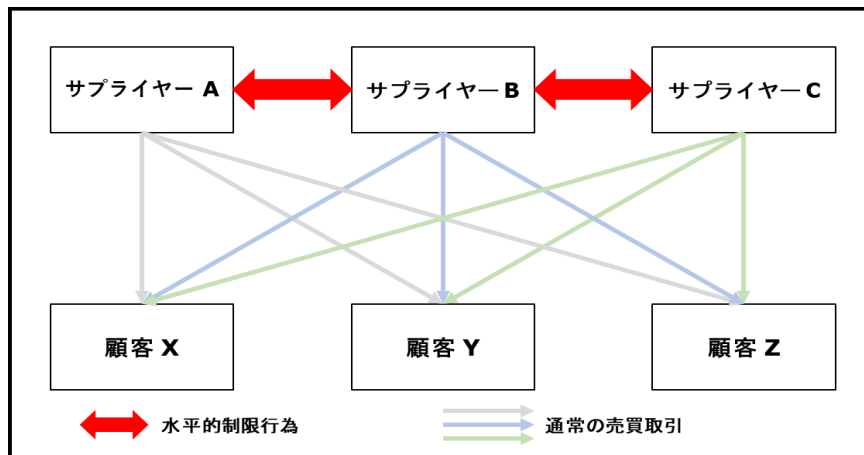 サプライヤー A
サプライヤー B
サプライヤー C
顧客 X
顧客 Y
顧客 Z
水平的制限行為
通常の売買取引